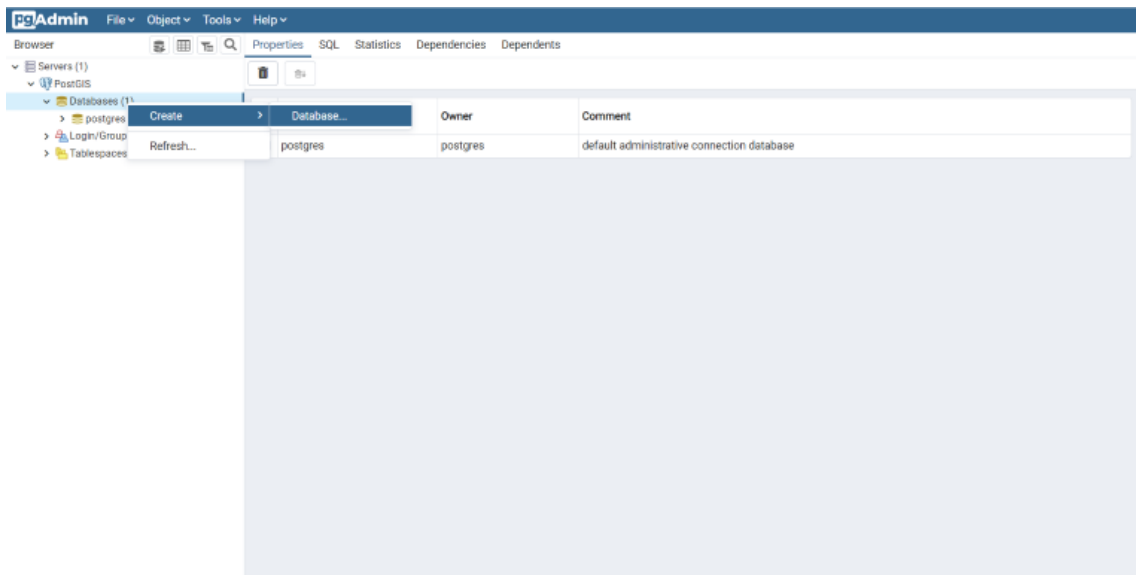 pgAdmin File Object Tools Help
Browser Properties SQL Statistics Dependencies Dependents
Servers (1)
PostGIS
Databases (1)
postgres
Login/Group
Tablespaces
Create
Refresh...
Database...
Owner Comment
postgres postgres default administrative connection database